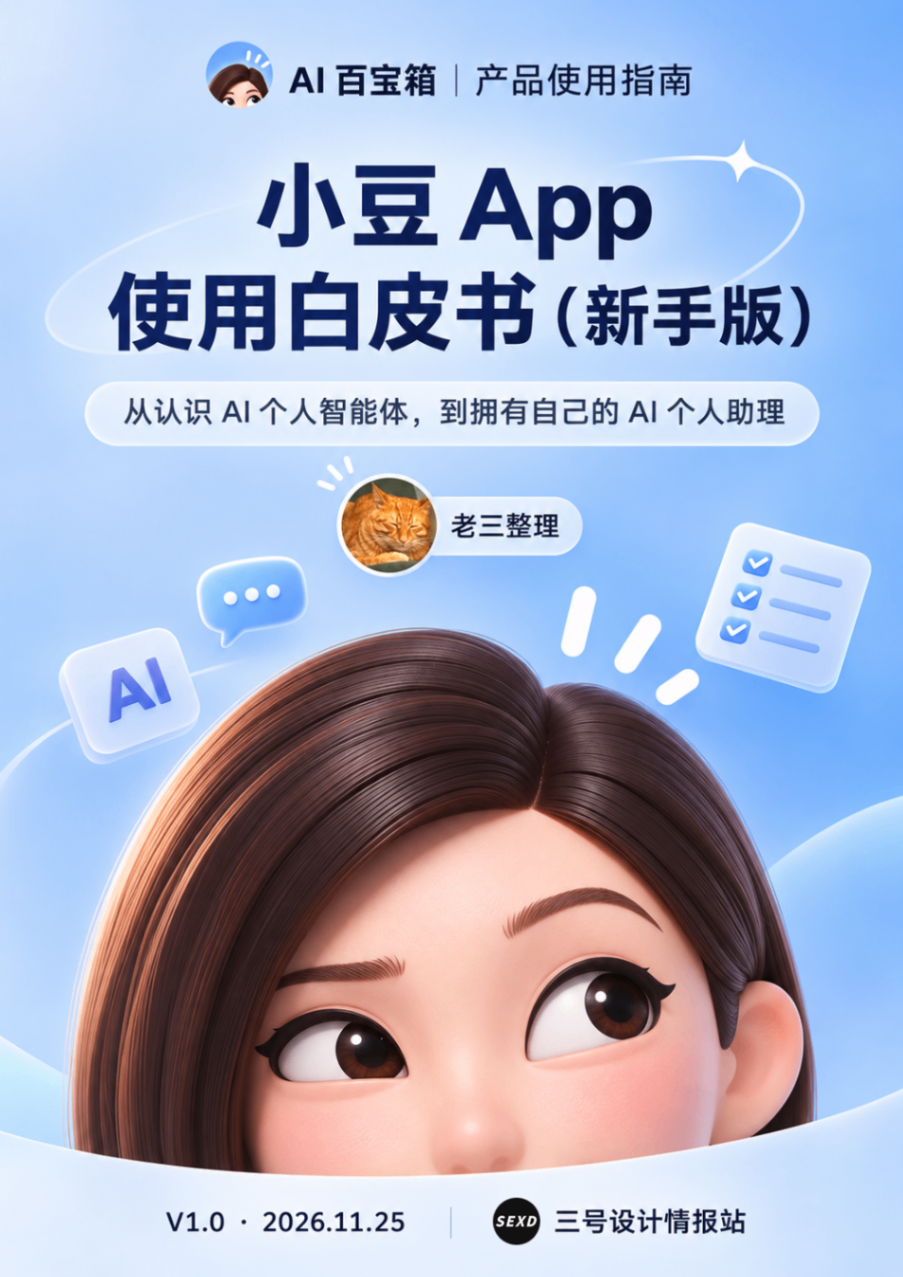 AI 百宝箱 | 产品使用指南
小豆 App
使用白皮书（新手版）
从认识 AI 个人智能体，到拥有自己的 AI 个人助理
老三整理
AI
V1.0 · 2026.11.25 | SEXD 三号设计情报站